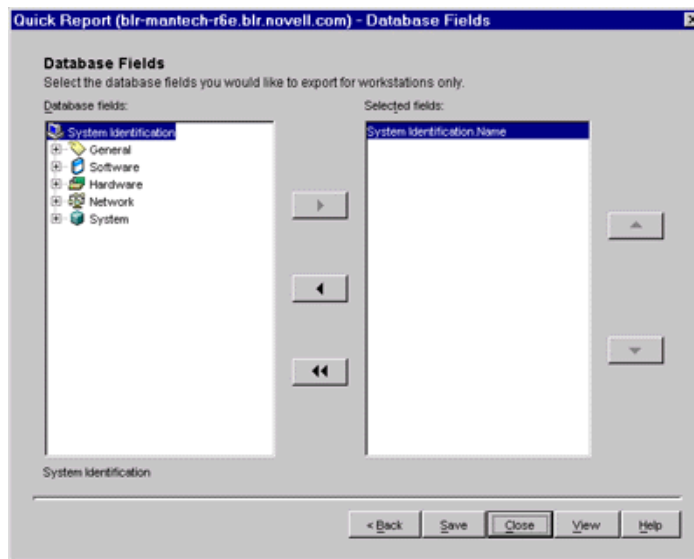 Quick Report (blr-mantech-r6e.blr.novell.com) - Database Fields
Database Fields
Select the database fields you would like to export for workstations only.
Database fields:
Selected fields:
System Identification
General
Software
Hardware
Network
System
System Identification.Name
System Identification
< Back
Save
Close
View
Help